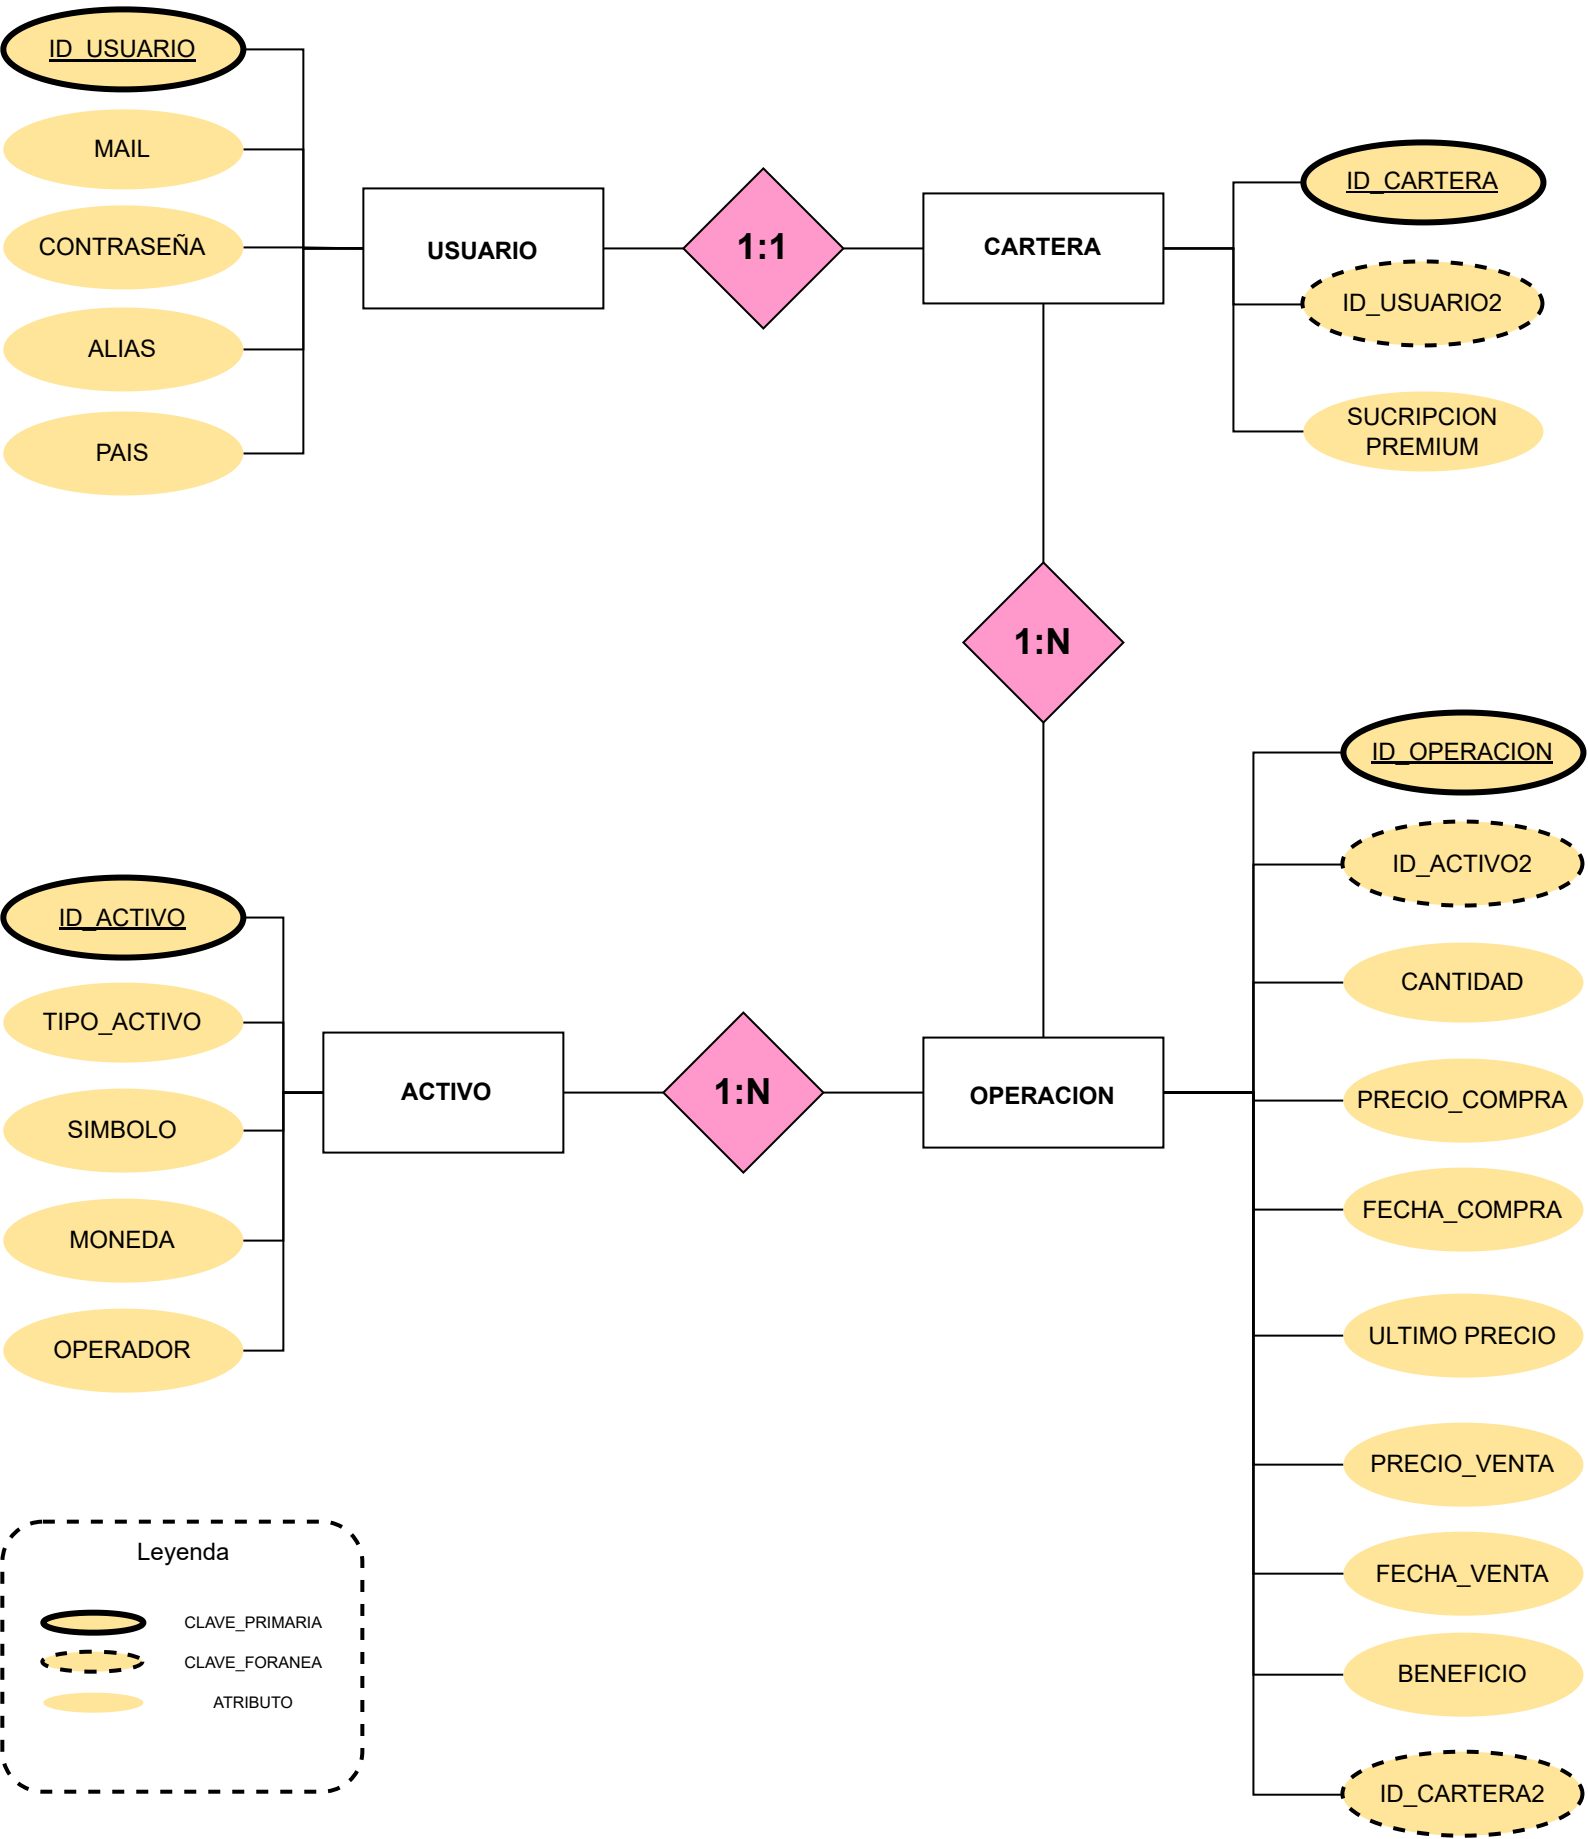 ID_USUARIO
MAIL
CONTRASEÑA
ALIAS
PAIS
USUARIO
1:1
CARTERA
ID_CARTERA
ID_USUARIO2
SUCRIPCION
PREMIUM
1:N
ID_ACTIVO
TIPO_ACTIVO
SIMBOLO
MONEDA
OPERADOR
ACTIVO
1:N
OPERACION
ID_OPERACION
ID_ACTIVO2
CANTIDAD
PRECIO_COMPRA
FECHA_COMPRA
ULTIMO PRECIO
PRECIO_VENTA
FECHA_VENTA
BENEFICIO
ID_CARTERA2
Leyenda
CLAVE_PRIMARIA
CLAVE_FORANEA
ATRIBUTO